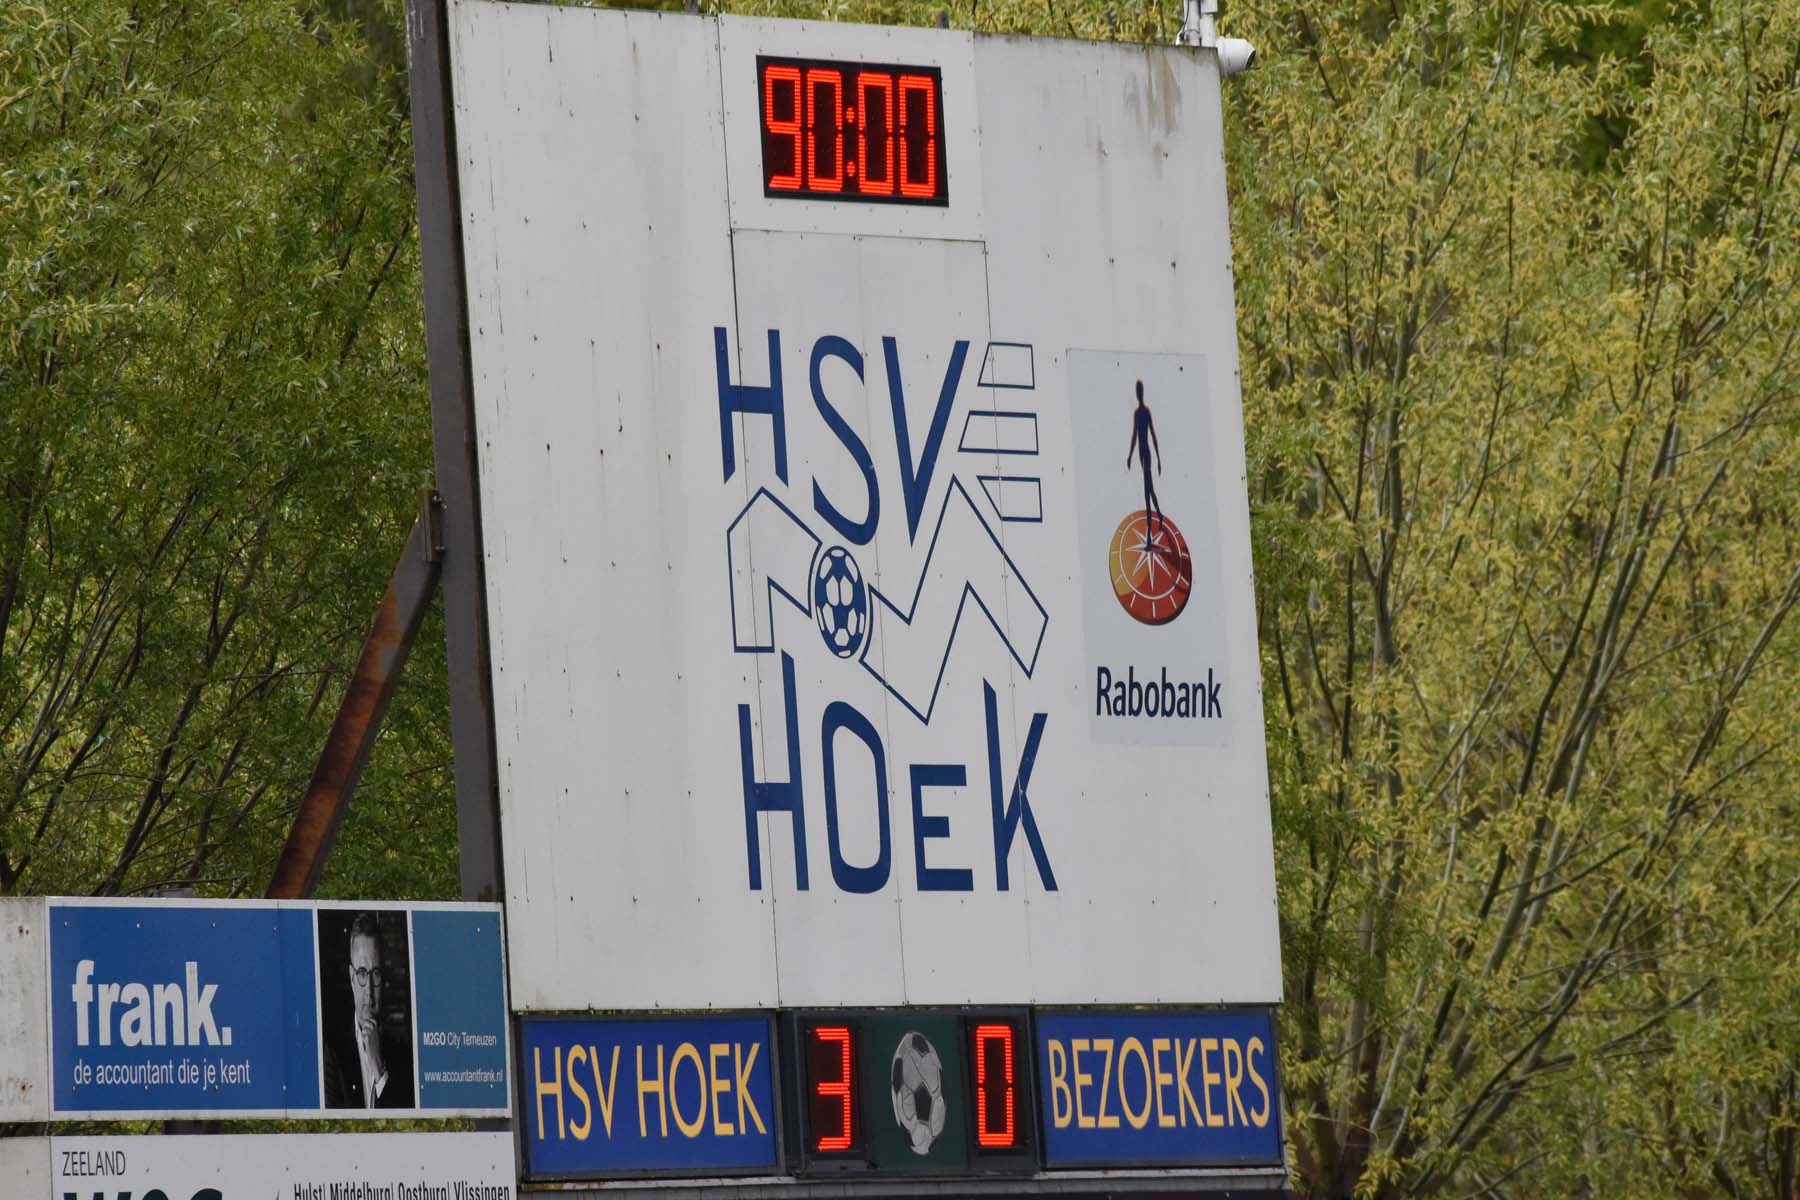 90:00
HSV
HOEK
Rabobank
frank.
de accountant die je kent
M2GO City Terneuzen
www.accountantfrank.nl
HSV HOEK
3
0
BEZOEKERS
ZEELAND
Hulst| Middelburg| Oostburg| Vlissingen